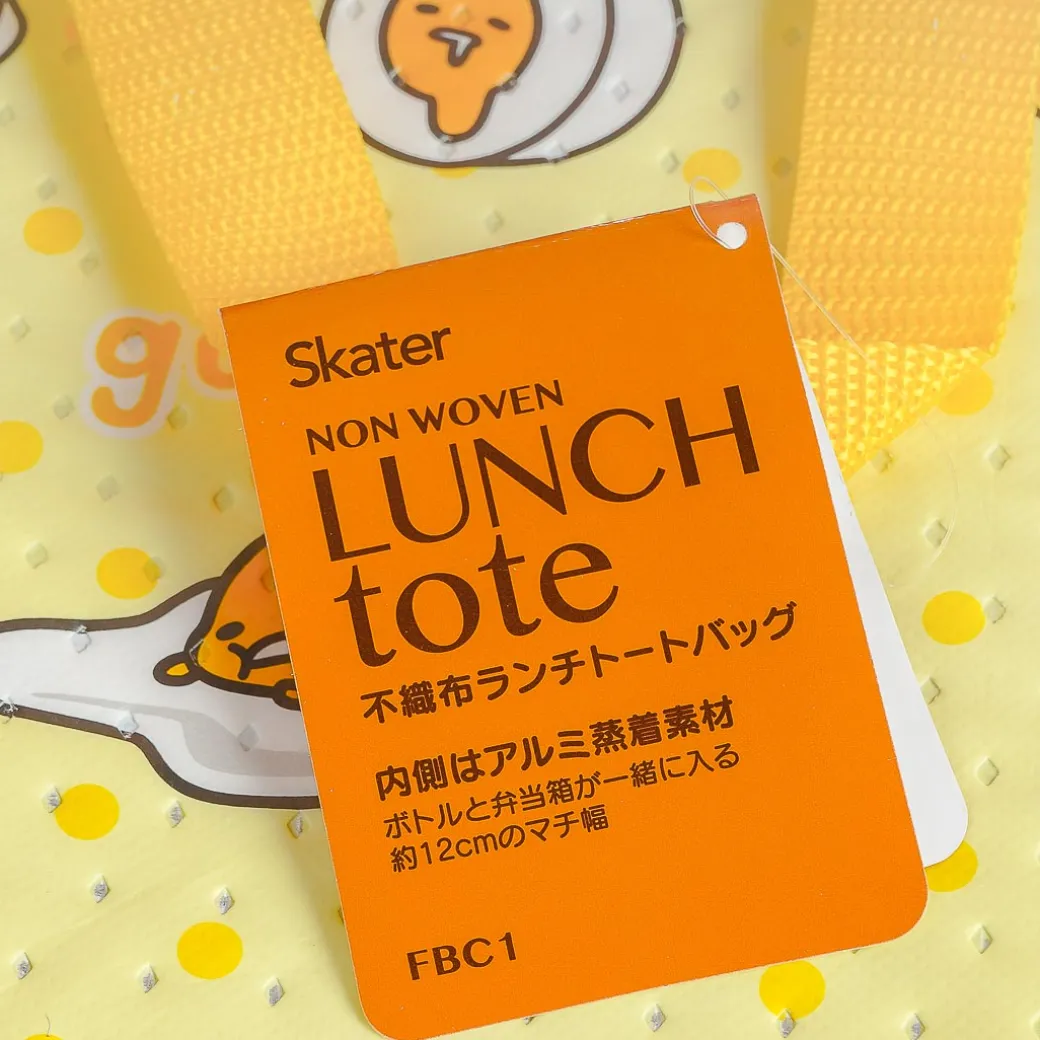 Skater
NON WOVEN
LUNCH
tote
不織布ランチトートバッグ
内側はアルミ蒸着素材
ボトルと弁当箱が一緒に入る
約12cmのマチ幅
FBC1